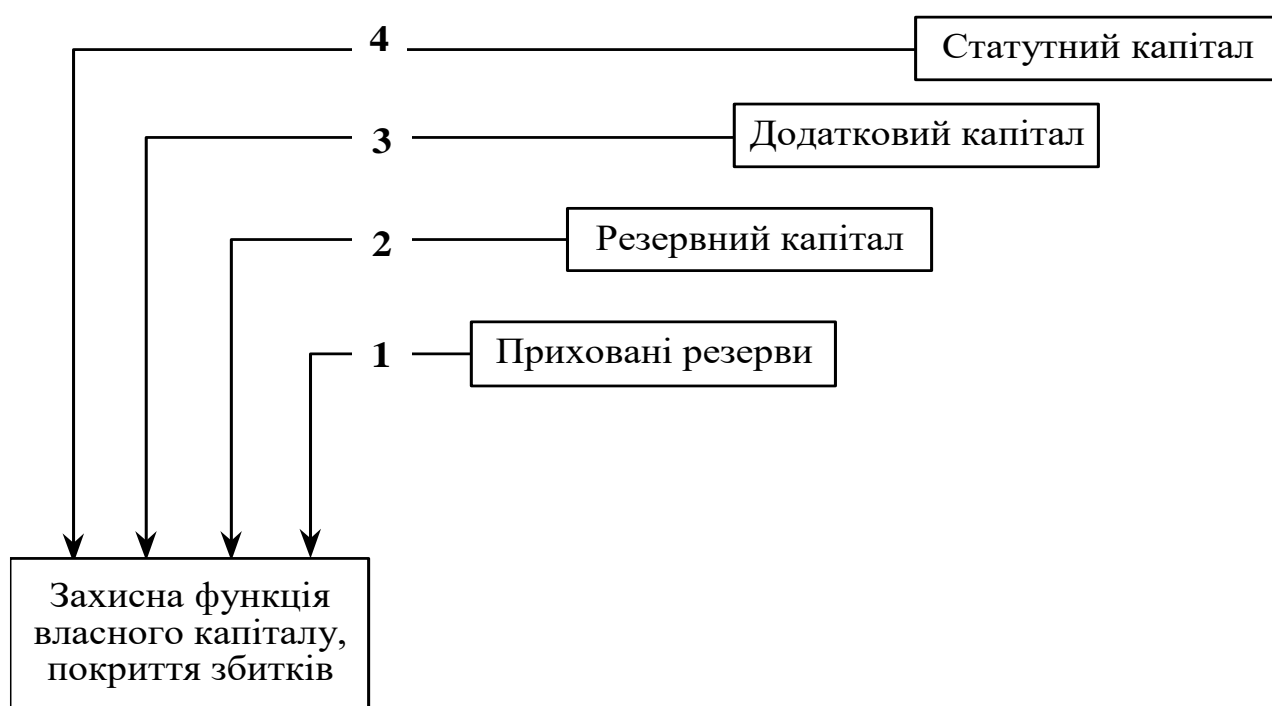 4
Статутний капітал
3
Додатковий капітал
2
Резервний капітал
1
Приховані резерви
Захисна функція
власного капіталу,
покриття збитків